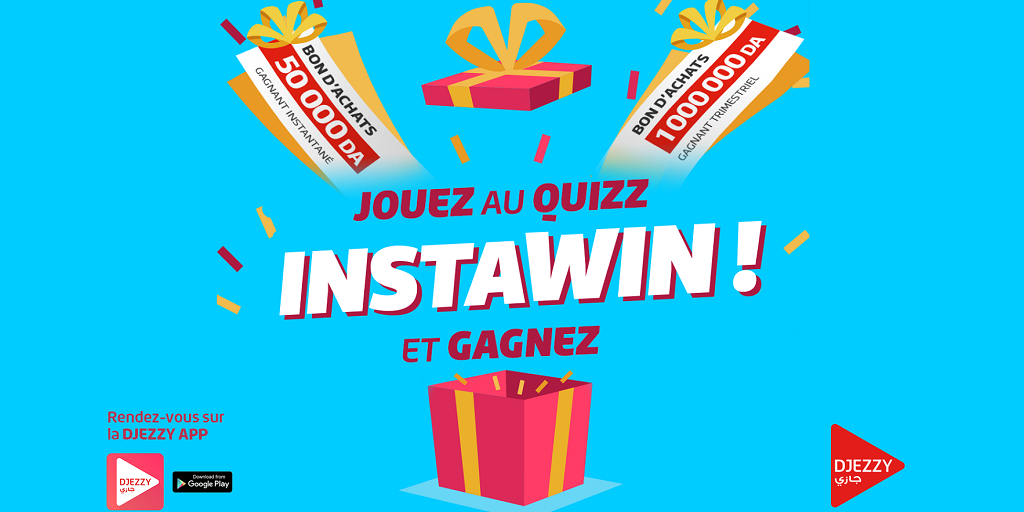 BON D'ACHATS
50 000 DA
GAGNANT INSTANTANÉ
BON D'ACHATS
1 000 000 DA
GAGNANT TRIMESTRIEL
JOUEZ AU QUIZZ
INSTAWIN !
ET GAGNEZ
Rendez-vous sur
la DJEZZY APP
DJEZZY
جازي
Download from
Google Play
DJEZZY
جازي